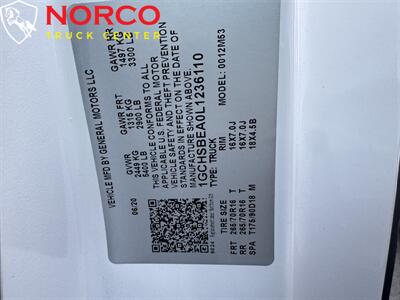 NORCO
TRUCK CENTER
VEHICLE MFD BY GENERAL MOTORS LLC
GVWR GAWR FRT GAWR RR
2449 KG 1315 KG 1497 KG
5400 LB 2900 LB 3300 LB
THIS VEHICLE CONFORMS TO ALL
APPLICABLE U.S. FEDERAL MOTOR
VEHICLE SAFETY AND THEFT PREVENTION
STANDARDS IN EFFECT ON THE DATE OF
MANUFACTURE SHOWN ABOVE.
1GCHSBEA0L1236110
06/20 TYPE: TRUCK MODEL: 0012M53
TIRE SIZE RIM
FRT 265/70R16 T 16X7.0J
RR 265/70R16 T 16X7.0J
SPA T175/90D18 M 18X4.5B